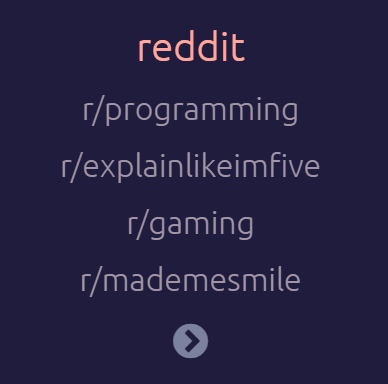 reddit
r/programming
r/explainlikeimfive
r/gaming
r/mademesmile